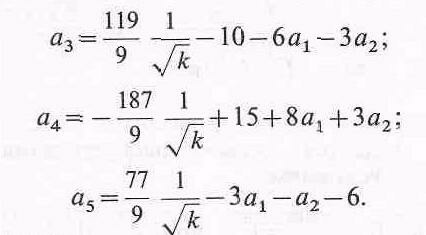 a₃ = 119/9 1/√k − 10 − 6a₁ − 3a₂;
a₄ = − 187/9 1/√k + 15 + 8a₁ + 3a₂;
a₅ = 77/9 1/√k − 3a₁ − a₂ − 6.